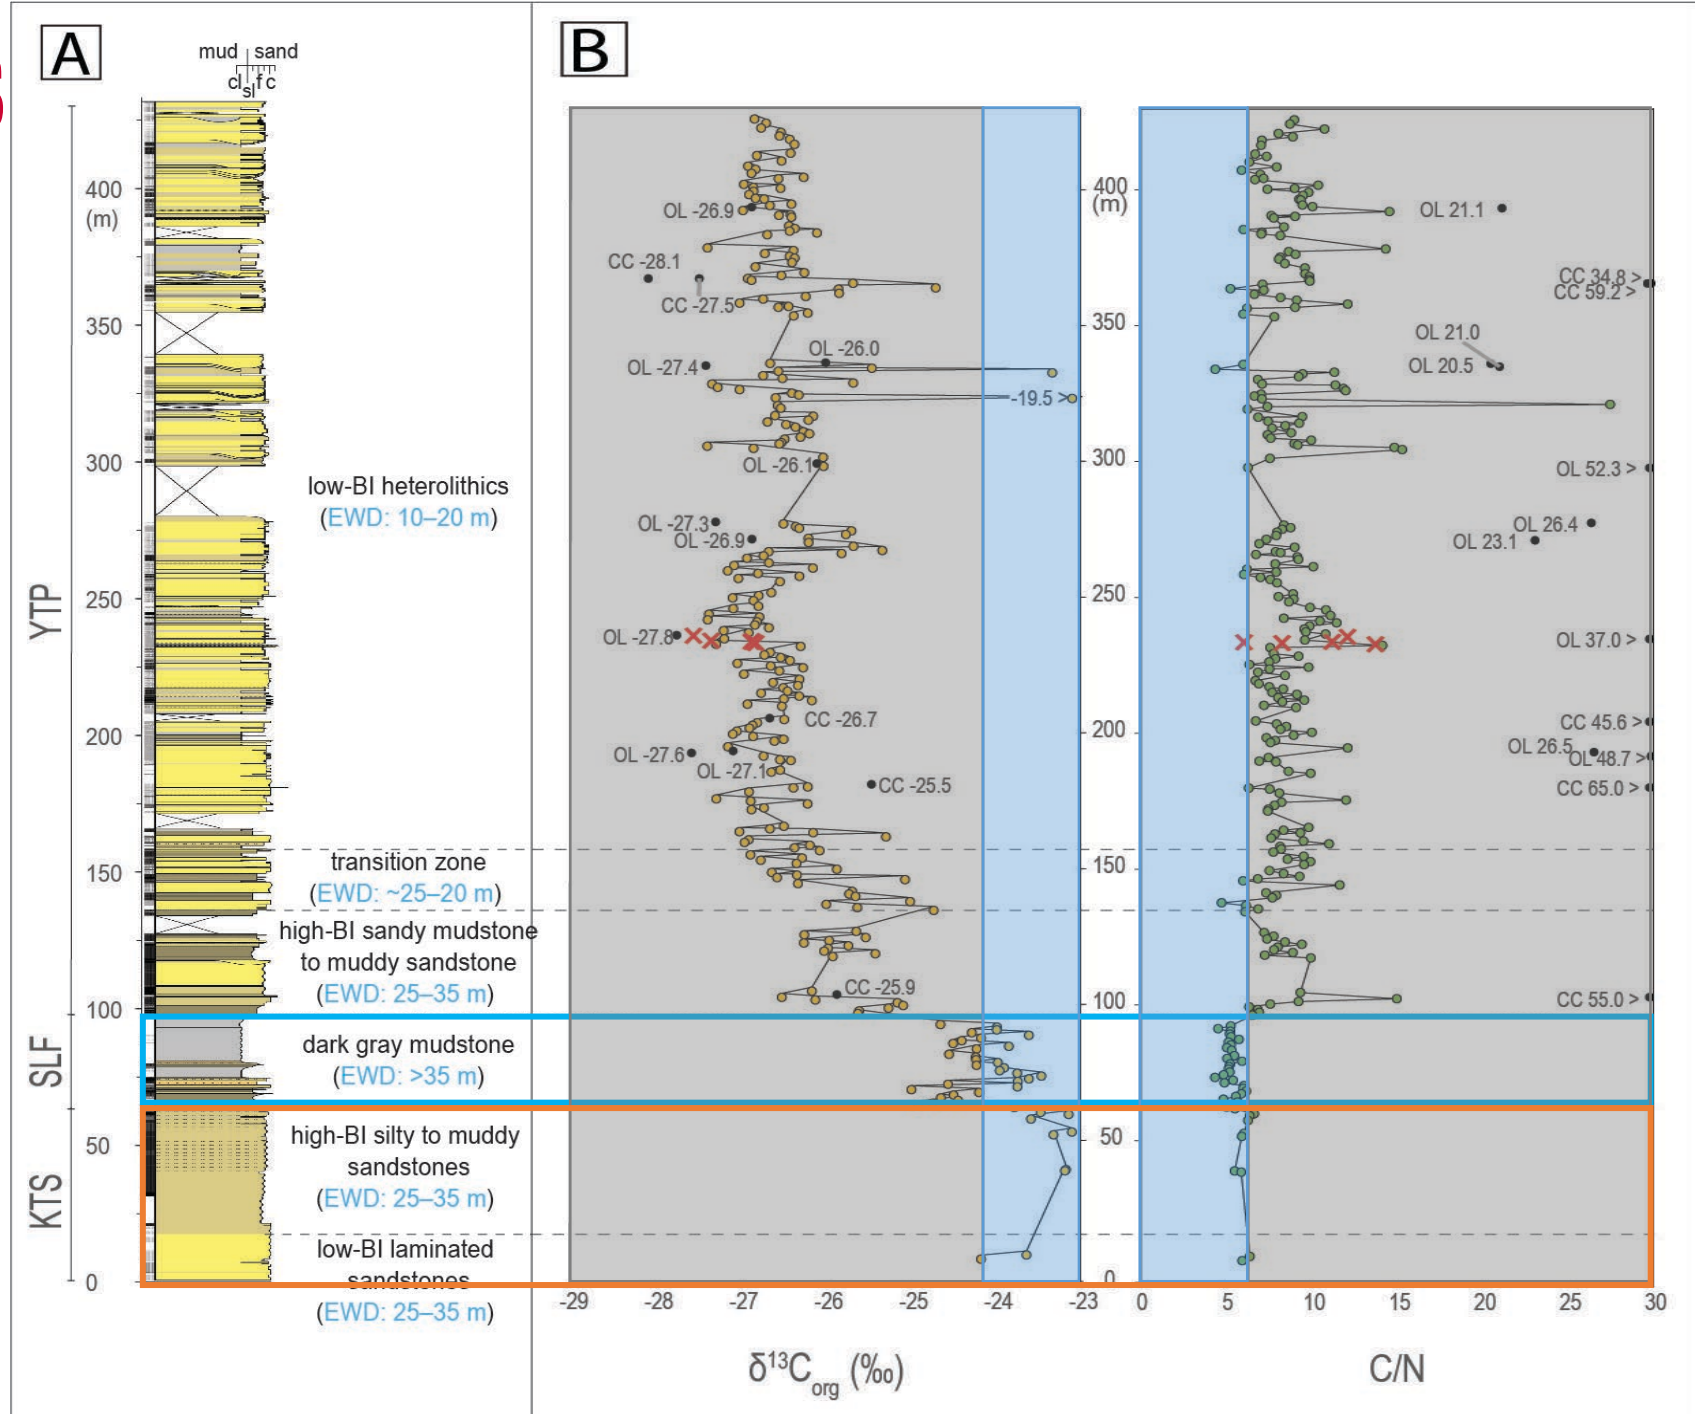 A
mud sand
cl sl f c
400
(m)
350
300
250
200
150
100
50
0
YTP
SLF
KTS
low-BI heterolithics
(EWD: 10–20 m)
transition zone
(EWD: ~25–20 m)
high-BI sandy mudstone
to muddy sandstone
(EWD: 25–35 m)
dark gray mudstone
(EWD: >35 m)
high-BI silty to muddy
sandstones
(EWD: 25–35 m)
low-BI laminated
sandstones
(EWD: 25–35 m)
B
OL -26.9
CC -28.1
CC -27.5
OL -26.0
OL -27.4
-19.5 >
OL -26.1
OL -27.3
OL -26.9
OL -27.8
CC -26.7
OL -27.6
OL -27.1
CC -25.5
CC -25.9
-29 -28 -27 -26 -25 -24 -23
δ13Corg (‰)
400
(m)
350
300
250
200
150
100
50
0
OL 21.1
CC 34.8 >
CC 59.2 >
OL 21.0
OL 20.5
OL 52.3 >
OL 26.4
OL 23.1
OL 37.0 >
CC 45.6 >
OL 26.5
OL 48.7 >
CC 65.0 >
CC 55.0 >
0 5 10 15 20 25 30
C/N